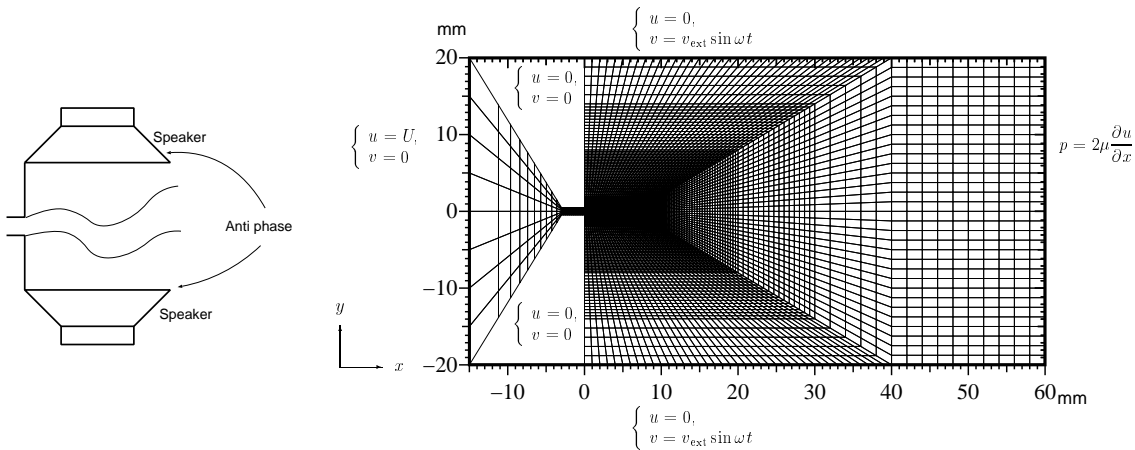 Speaker
Anti phase
Speaker
mm
u = 0,
v = v_ext sin ωt
20
10
0
−10
−20
u = 0,
v = 0
u = U,
v = 0
u = 0,
v = 0
p = 2μ ∂u/∂x
y
x
−10 0 10 20 30 40 50 60 mm
u = 0,
v = v_ext sin ωt